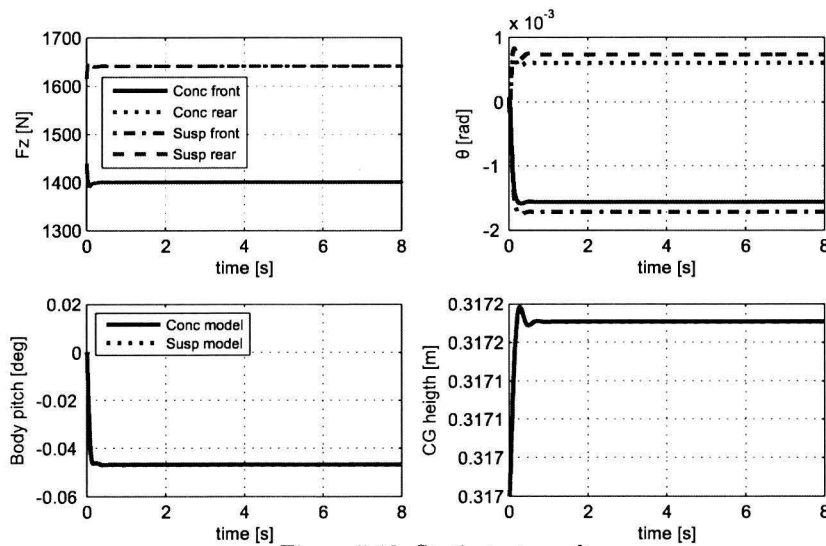 1700
1600
1500
1400
1300
Fz [N]
Conc front
Conc rear
Susp front
Susp rear
0 2 4 6 8
time [s]
x 10⁻³
1
0
-1
-2
θ [rad]
0 2 4 6 8
time [s]
0.02
0
-0.02
-0.04
-0.06
Body pitch [deg]
Conc model
Susp model
0 2 4 6 8
time [s]
0.3172
0.3172
0.3171
0.3171
0.317
0.317
CG heigth [m]
0 2 4 6 8
time [s]